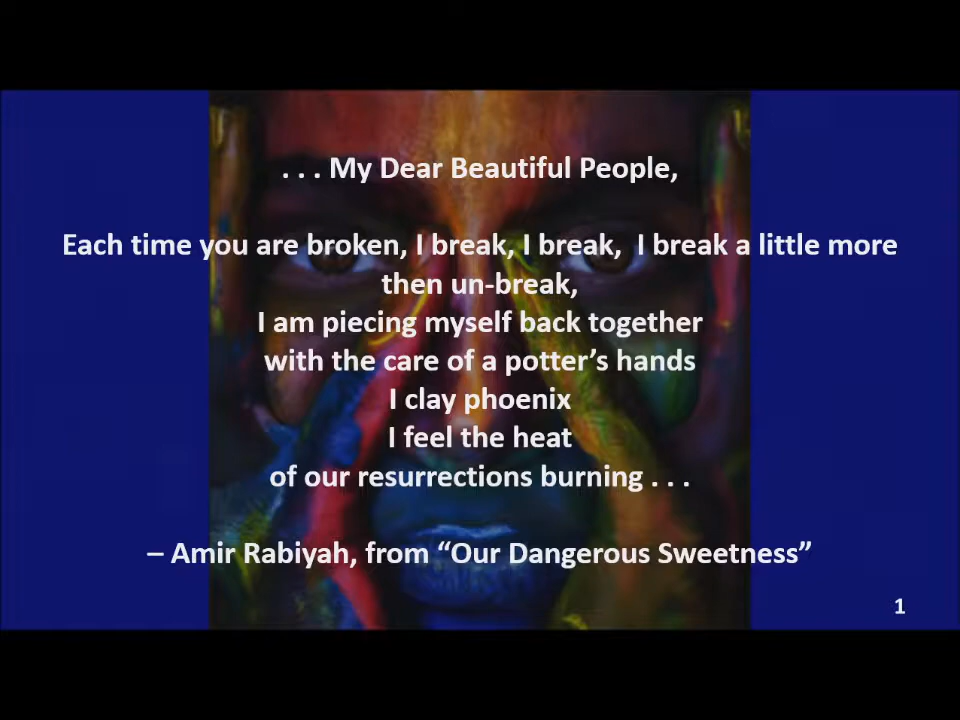 . . . My Dear Beautiful People,
Each time you are broken, I break, I break,  I break a little more
then un-break,
I am piecing myself back together
with the care of a potter’s hands
I clay phoenix
I feel the heat
of our resurrections burning . . .
– Amir Rabiyah, from “Our Dangerous Sweetness”
1